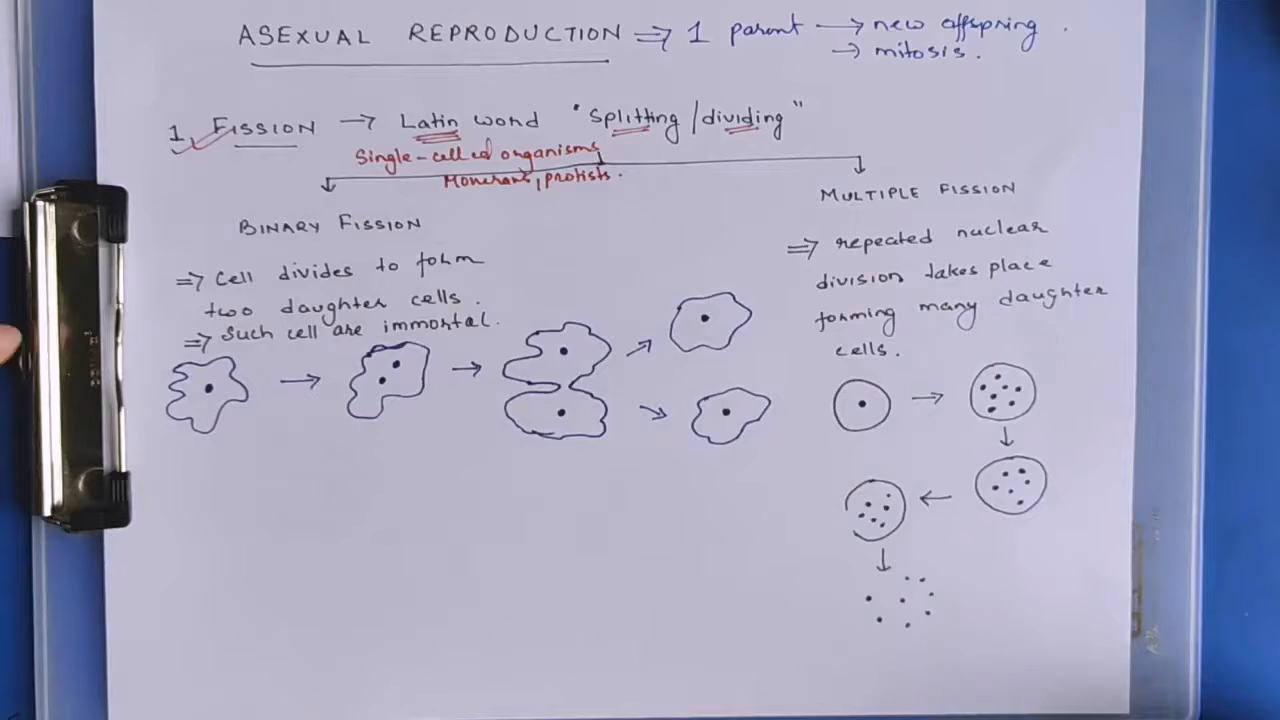 ASEXUAL REPRODUCTION ⇒ 1 parent → new offspring.
→ mitosis.
1. FISSION → Latin word "splitting/dividing"
Single-celled organisms
Monerans, protists.
BINARY FISSION
⇒ Cell divides to form
two daughter cells.
⇒ Such cell are immortal.
MULTIPLE FISSION
⇒ repeated nuclear
division takes place
forming many daughter
cells.